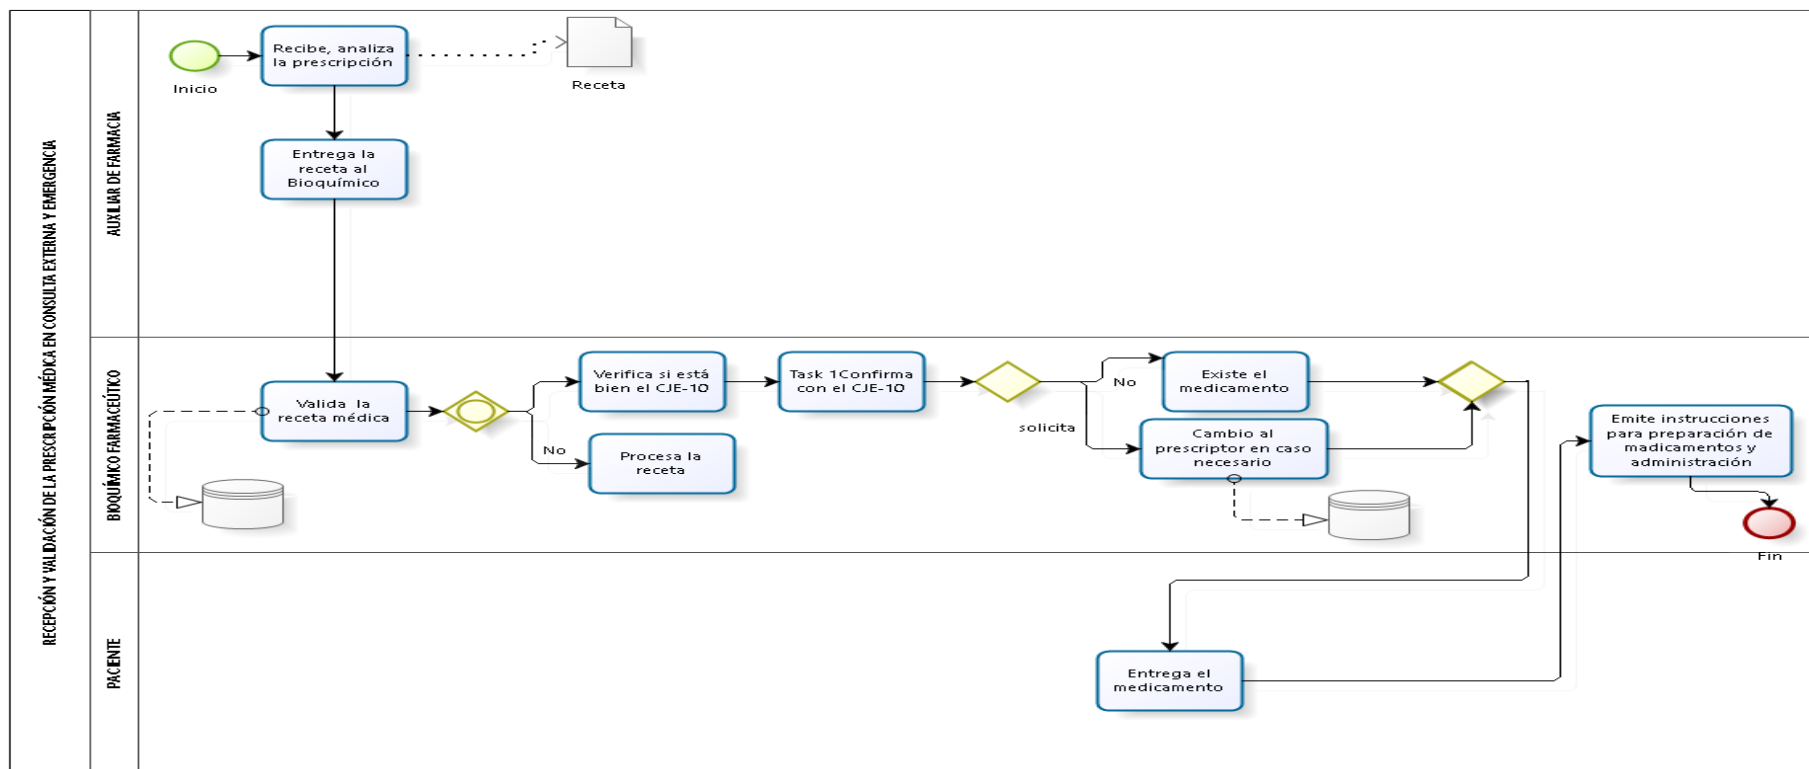 RECEPCIÓN Y VALIDACIÓN DE LA PRESCRIPCIÓN MÉDICA EN CONSULTA EXTERNA Y EMERGENCIA
AUXILIAR DE FARMACIA
Inicio
Recibe, analiza
la prescripción
Receta
Entrega la
receta al
Bioquímico
BIOQUÍMICO FARMACEÚTICO
Valida la
receta médica
Verifica si está
bien el CJE-10
No
Procesa la
receta
Task 1Confirma
con el CJE-10
No
solicita
Existe el
medicamento
Cambio al
prescriptor en caso
necesario
Emite instrucciones
para preparación de
madicamentos y
administración
Fin
PACIENTE
Entrega el
medicamento